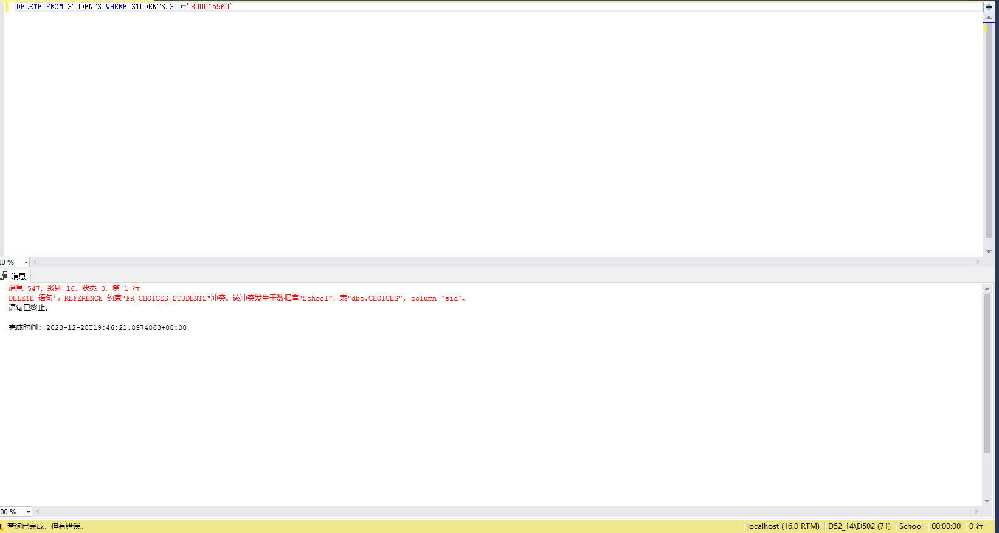 DELETE FROM STUDENTS WHERE STUDENTS.SID='800015960'
00 %
消息
消息 547，级别 16，状态 0，第 1 行
DELETE 语句与 REFERENCE 约束"FK_CHOICES_STUDENTS"冲突。该冲突发生于数据库"School"，表"dbo.CHOICES", column 'sid'。
语句已终止。
完成时间: 2023-12-28T19:46:21.8974863+08:00
00 %
查询已完成，但有错误。 localhost (16.0 RTM) D52_14\D502 (71) School 00:00:00 0 行